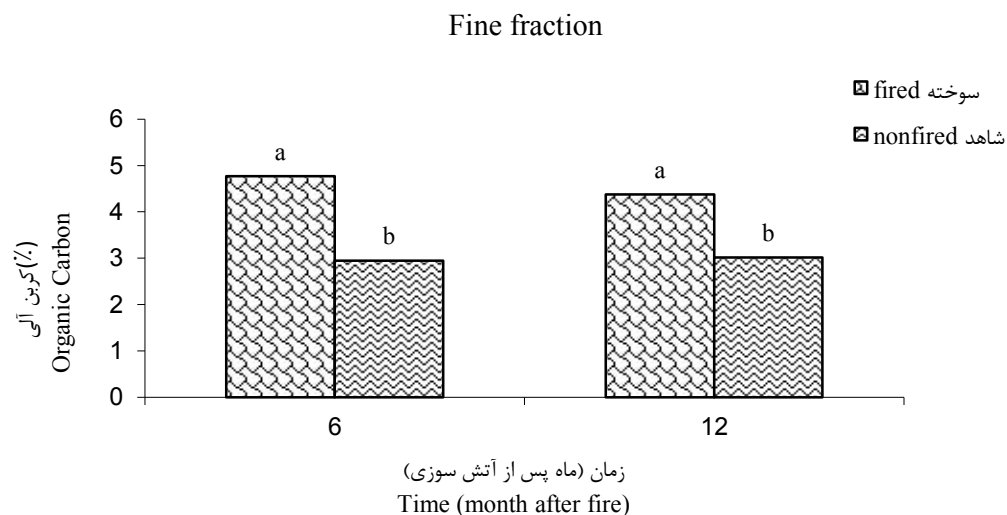 Fine fraction
سوخته fired
شاهد nonfired
کربن آلی(٪)
Organic Carbon
6
5
4
3
2
1
0
a
b
a
b
6
12
زمان (ماه پس از آتش سوزی)
Time (month after fire)